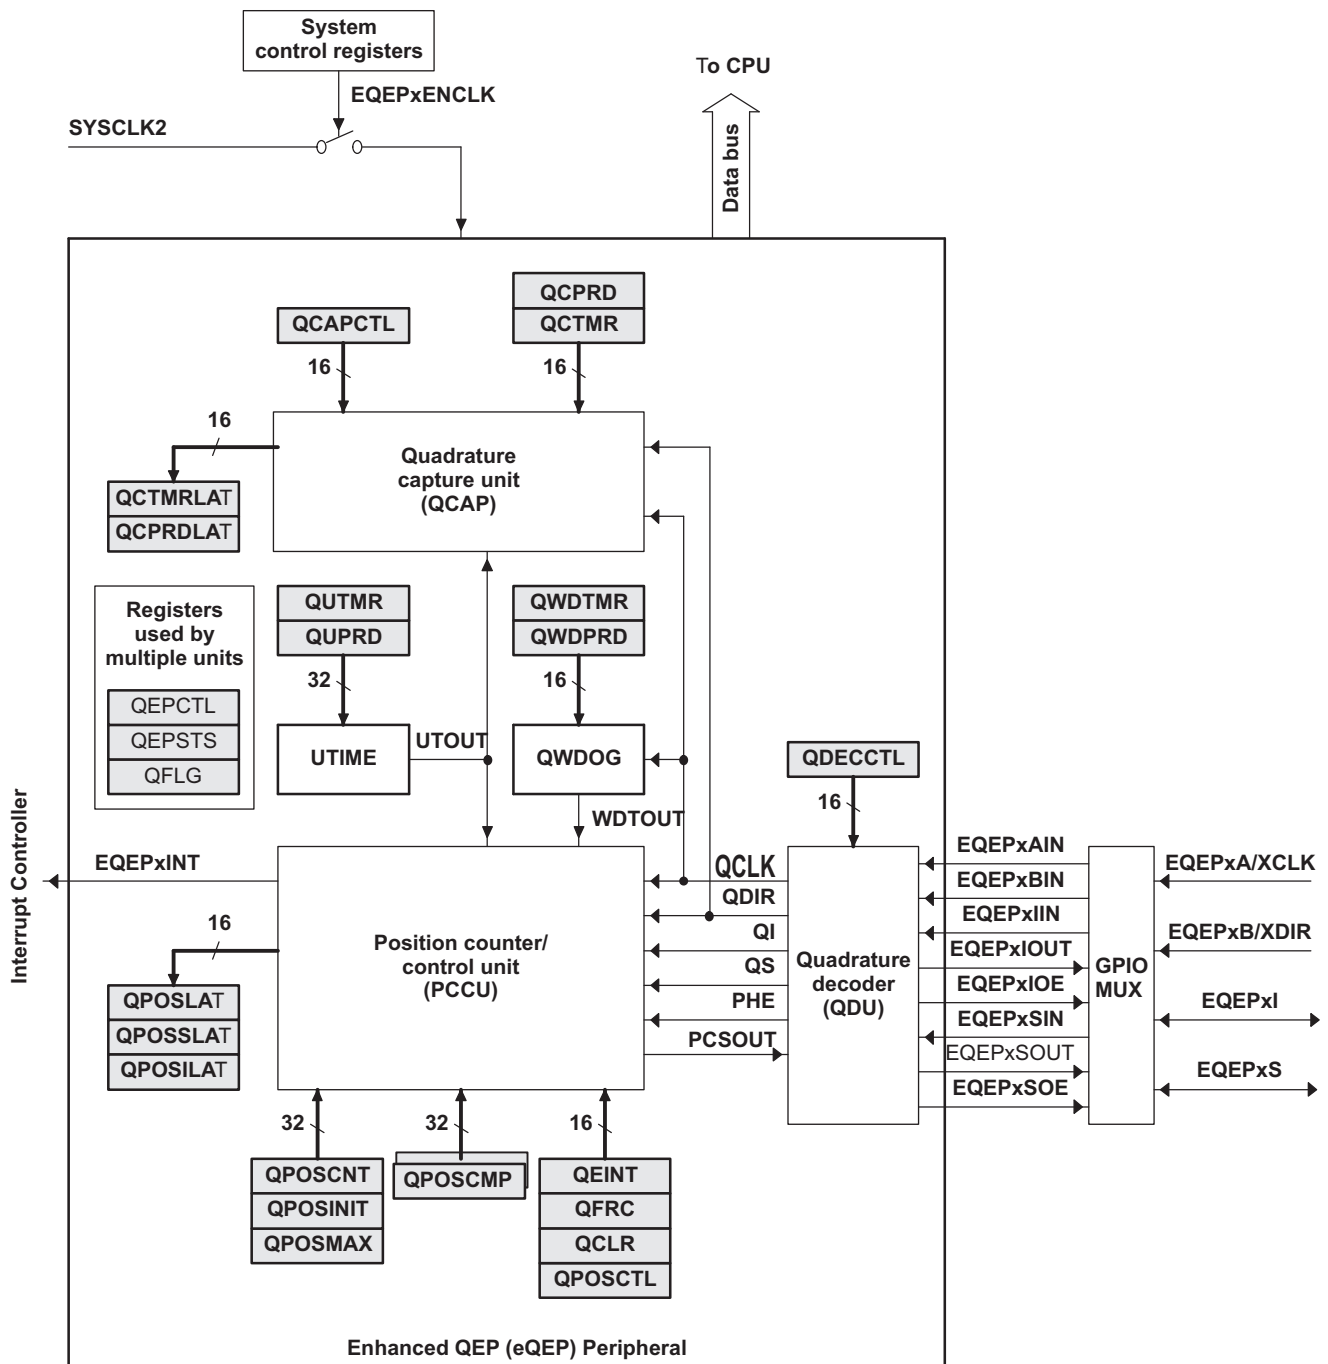 System
control registers
To CPU
EQEPxENCLK
SYSCLK2
Data bus
QCPRD
QCAPCTL
QCTMR
16
16
16
Quadrature
capture unit
(QCAP)
QCTMRLAT
QCPRDLAT
Registers
used by
multiple units
QEPCTL
QEPSTS
QFLG
QUTMR
QUPRD
QWDTMR
QWDPRD
32
16
UTIME
UTOUT
QWDOG
QDECCTL
16
WDTOUT
Interrupt Controller
EQEPxINT
16
Position counter/
control unit
(PCCU)
QPOSLAT
QPOSSLAT
QPOSILAT
QCLK
QDIR
QI
QS
PHE
PCSOUT
Quadrature
decoder
(QDU)
EQEPxAIN
EQEPxBIN
EQEPxIIN
EQEPxIOUT
EQEPxIOE
EQEPxSIN
EQEPxSOUT
EQEPxSOE
GPIO
MUX
EQEPxA/XCLK
EQEPxB/XDIR
EQEPxI
EQEPxS
32
32
16
QPOSCNT
QPOSINIT
QPOSMAX
QPOSCMP
QEINT
QFRC
QCLR
QPOSCTL
Enhanced QEP (eQEP) Peripheral